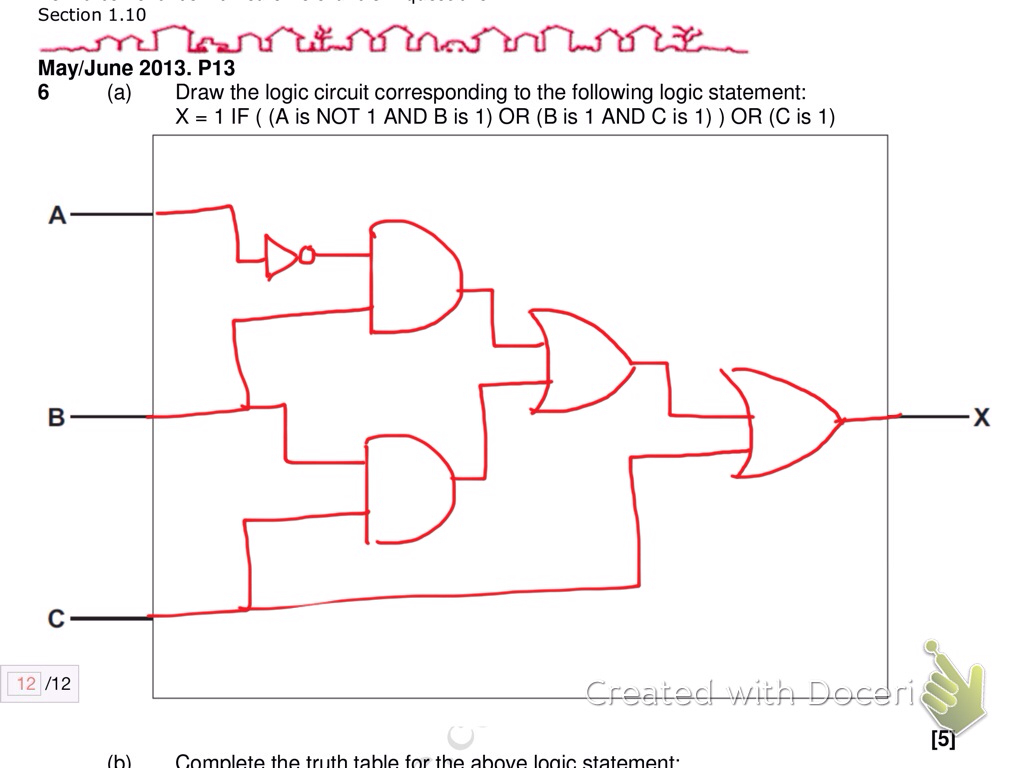 Section 1.10
May/June 2013. P13
6 (a) Draw the logic circuit corresponding to the following logic statement:
X = 1 IF ( (A is NOT 1 AND B is 1) OR (B is 1 AND C is 1) ) OR (C is 1)
A
B
X
C
12 /12
Created with Doceri
[5]
(b) Complete the truth table for the above logic statement: